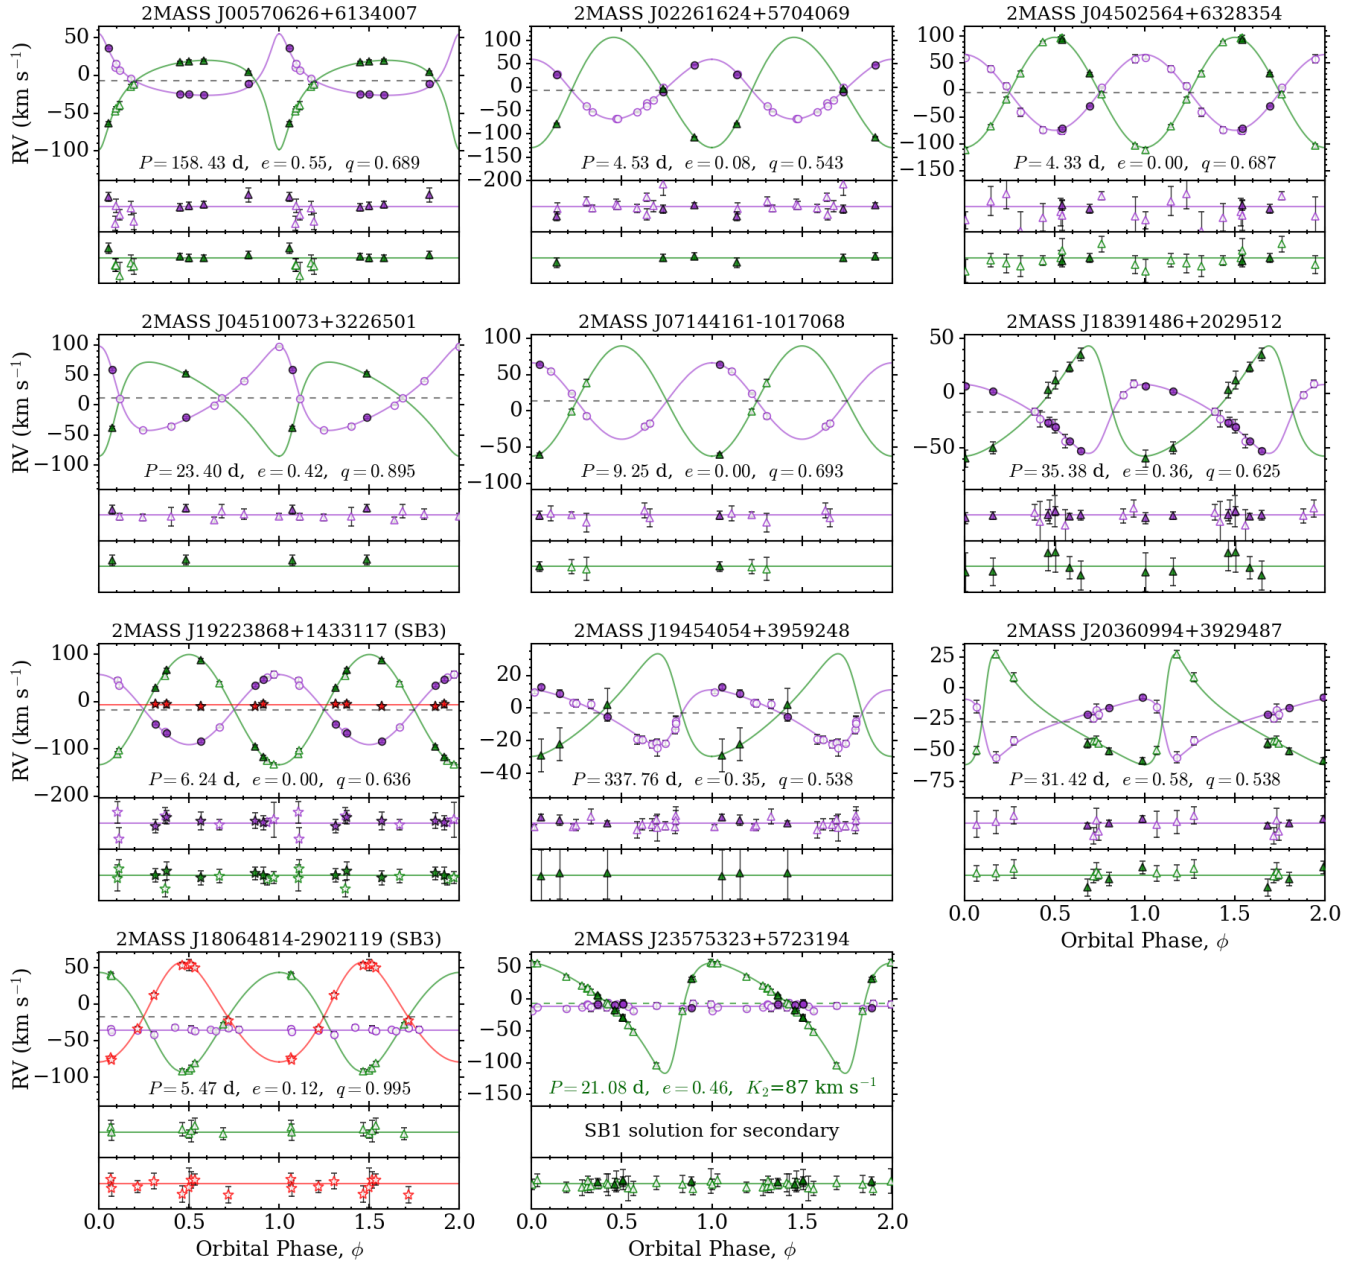 2MASS J00570626+6134007
2MASS J02261624+5704069
2MASS J04502564+6328354
RV (km s⁻¹)
50
0
−50
−100
100
50
0
−50
−100
−150
−200
100
50
0
−50
−100
−150
P = 158.43 d, e = 0.55, q = 0.689
P = 4.53 d, e = 0.08, q = 0.543
P = 4.33 d, e = 0.00, q = 0.687
2MASS J04510073+3226501
2MASS J07144161-1017068
2MASS J18391486+2029512
RV (km s⁻¹)
100
50
0
−50
−100
100
50
0
−50
−100
50
0
−50
P = 23.40 d, e = 0.42, q = 0.895
P = 9.25 d, e = 0.00, q = 0.693
P = 35.38 d, e = 0.36, q = 0.625
2MASS J19223868+1433117 (SB3)
2MASS J19454054+3959248
2MASS J20360994+3929487
RV (km s⁻¹)
100
0
−100
−200
20
0
−20
−40
25
0
−25
−50
−75
P = 6.24 d, e = 0.00, q = 0.636
P = 337.76 d, e = 0.35, q = 0.538
P = 31.42 d, e = 0.58, q = 0.538
0.0 0.5 1.0 1.5 2.0
Orbital Phase, ϕ
2MASS J18064814-2902119 (SB3)
2MASS J23575323+5723194
RV (km s⁻¹)
50
0
−50
−100
50
0
−50
−100
−150
P = 5.47 d, e = 0.12, q = 0.995
P = 21.08 d, e = 0.46, K₂=87 km s⁻¹
SB1 solution for secondary
0.0 0.5 1.0 1.5 2.0
0.5 1.0 1.5 2.0
Orbital Phase, ϕ
Orbital Phase, ϕ